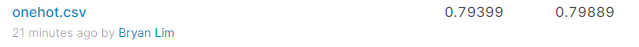 onehot.csv 0.79399 0.79889
21 minutes ago by Bryan Lim